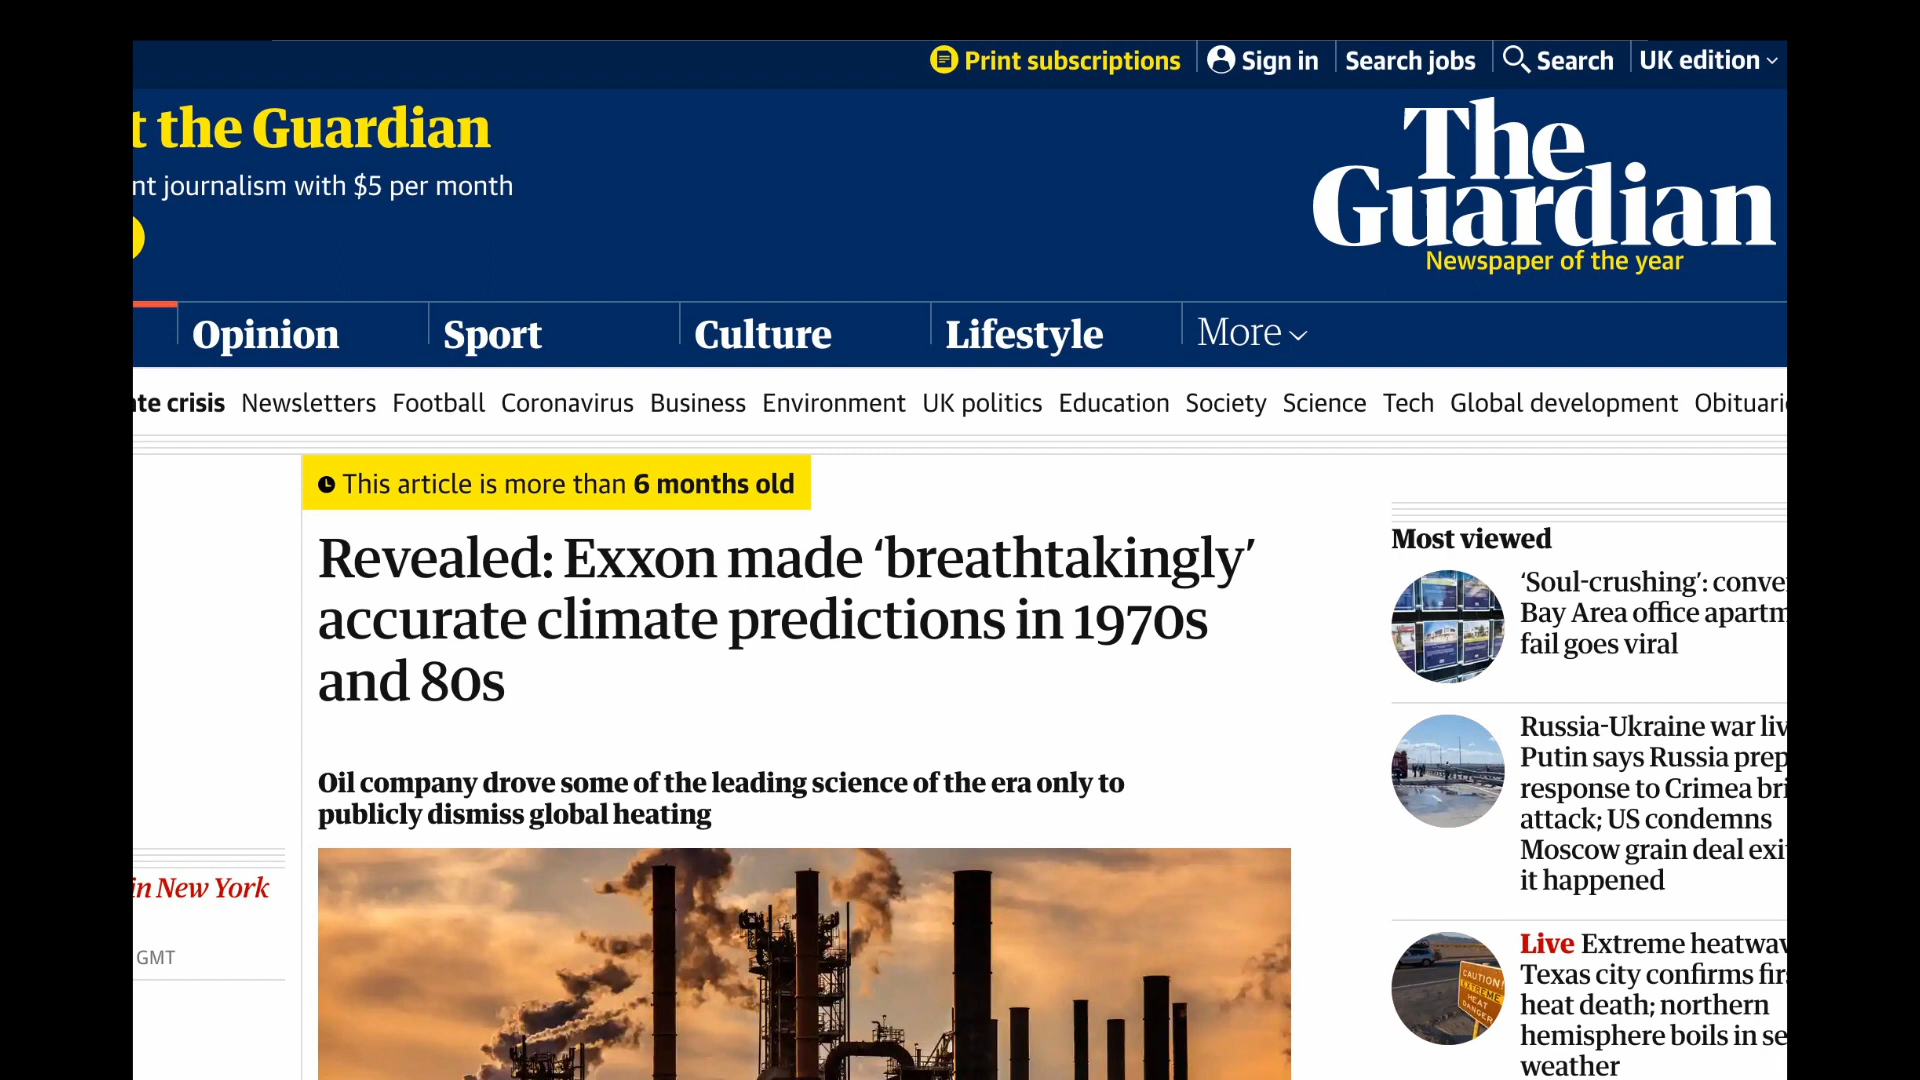 Print subscriptions
Sign in
Search jobs
Search
UK edition
t the Guardian
nt journalism with $5 per month
The
Guardian
Newspaper of the year
Opinion
Sport
Culture
Lifestyle
More
te crisis
Newsletters
Football
Coronavirus
Business
Environment
UK politics
Education
Society
Science
Tech
Global development
Obituari
This article is more than 6 months old
Revealed: Exxon made ‘breathtakingly’
accurate climate predictions in 1970s
and 80s
Oil company drove some of the leading science of the era only to
publicly dismiss global heating
in New York
GMT
Most viewed
‘Soul-crushing’: conve
Bay Area office apartm
fail goes viral
Russia-Ukraine war liv
Putin says Russia prep
response to Crimea bri
attack; US condemns
Moscow grain deal exi
it happened
Live Extreme heatwav
Texas city confirms fir
heat death; northern
hemisphere boils in se
weather
CAUTION!
EXTREME
HEAT
DANGER